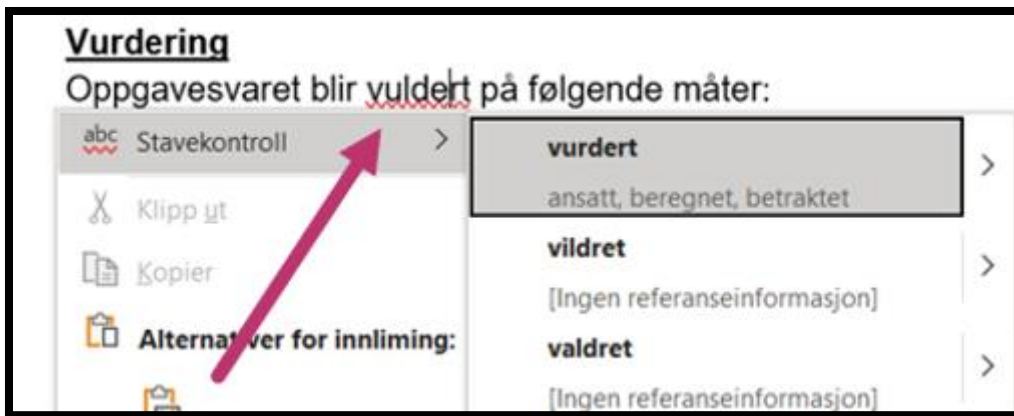 Vurdering
Oppgavesvaret blir vuldert på følgende måter:
abc Stavekontroll
Klipp ut
Kopier
Alternativer for innliming:
vurdert
ansatt, beregnet, betraktet
vildret
[Ingen referanseinformasjon]
valdret
[Ingen referanseinformasjon]